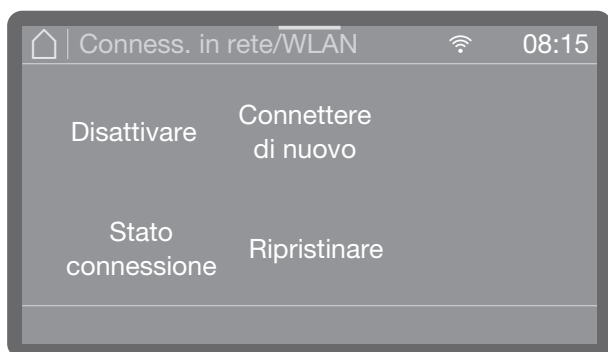 Conness. in rete/WLAN 08:15
Disattivare
Connettere
di nuovo
Stato
connessione
Ripristinare